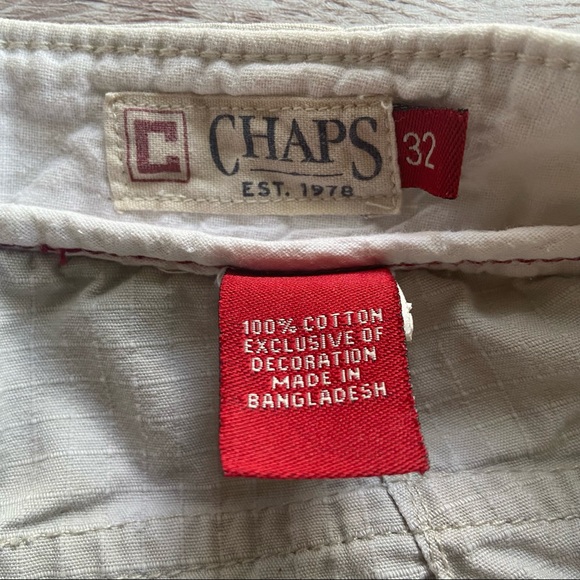 C CHAPS 32
EST. 1978
100% COTTON
EXCLUSIVE OF
DECORATION
MADE IN
BANGLADESH